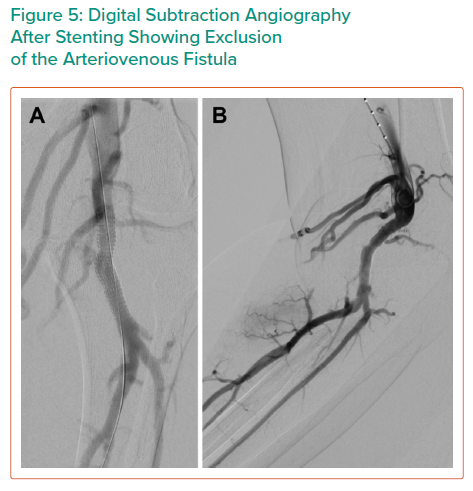 Figure 5: Digital Subtraction Angiography
After Stenting Showing Exclusion
of the Arteriovenous Fistula
A
B